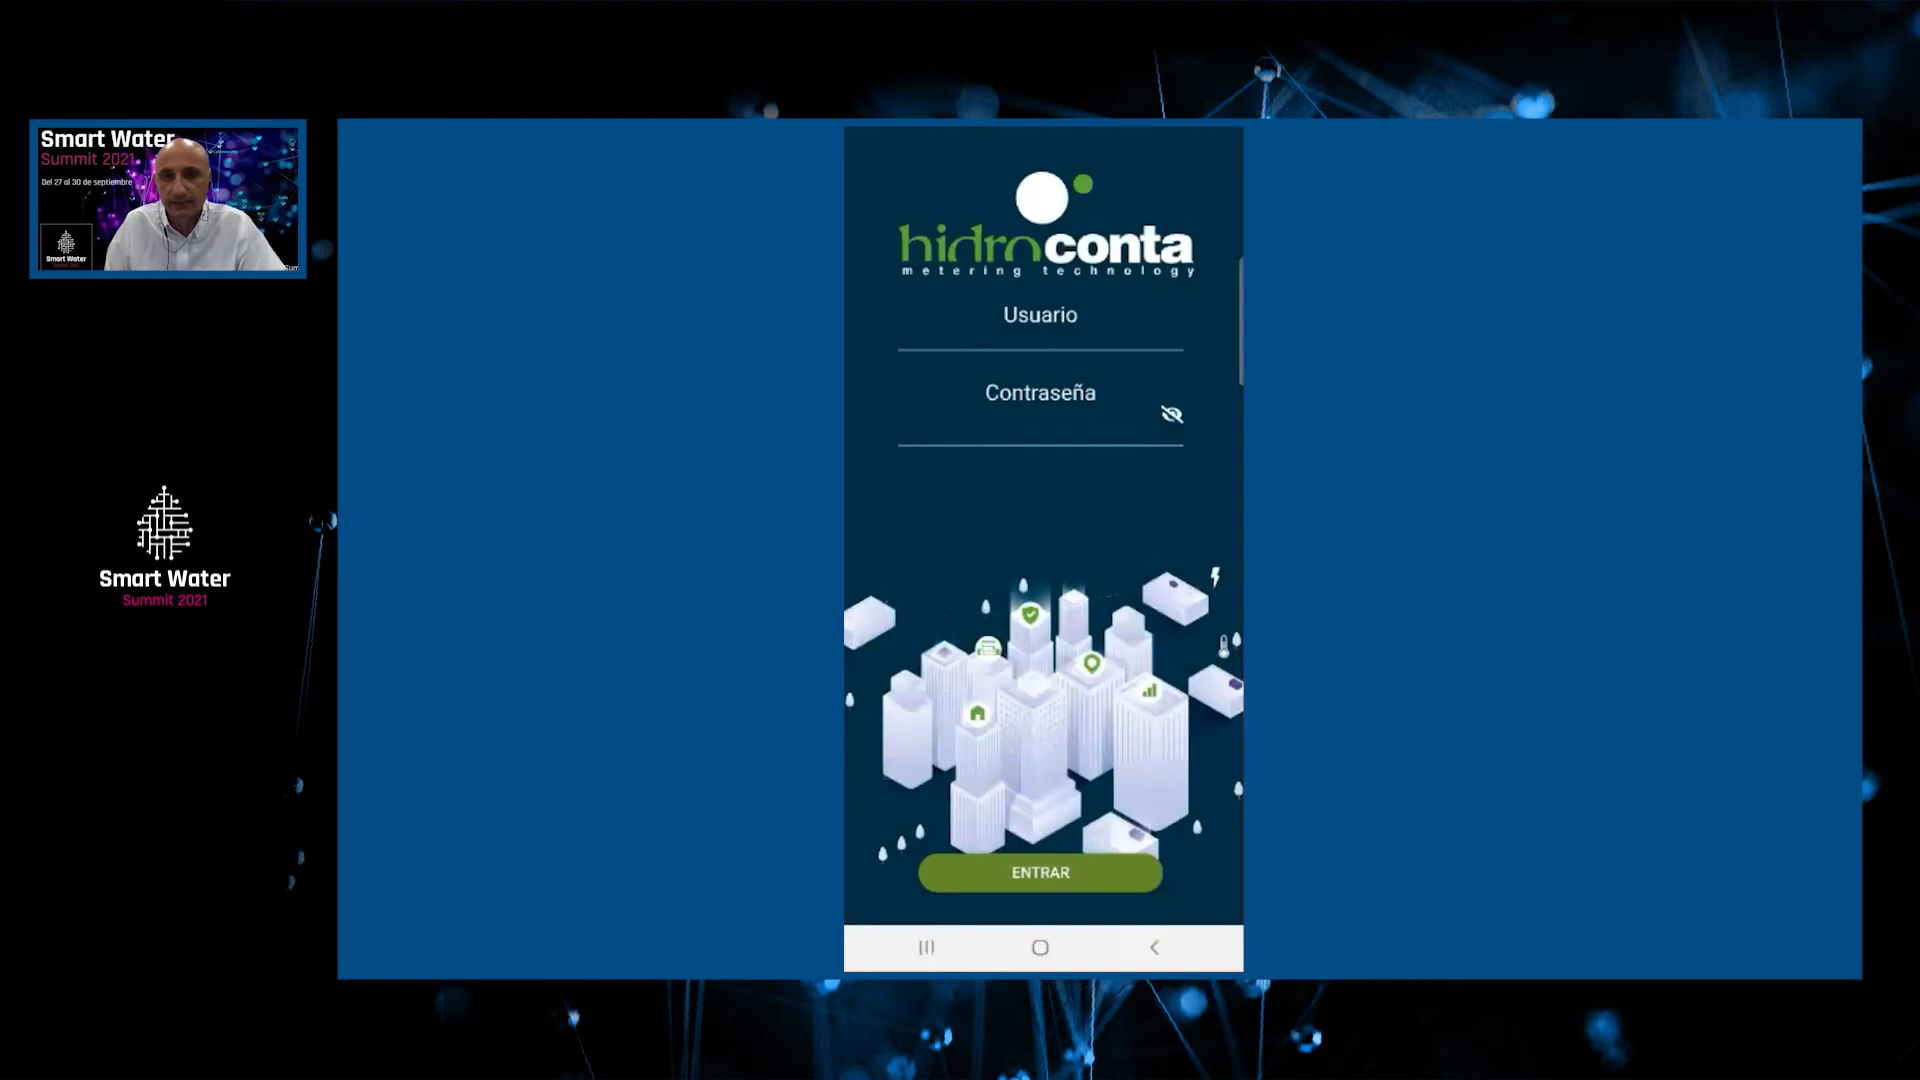 Smart Water
Summit 2021
Del 27 al 30 de septiembre
Smart Water
Smart Water
Summit 2021
hidroconta
metering technology
Usuario
Contraseña
ENTRAR